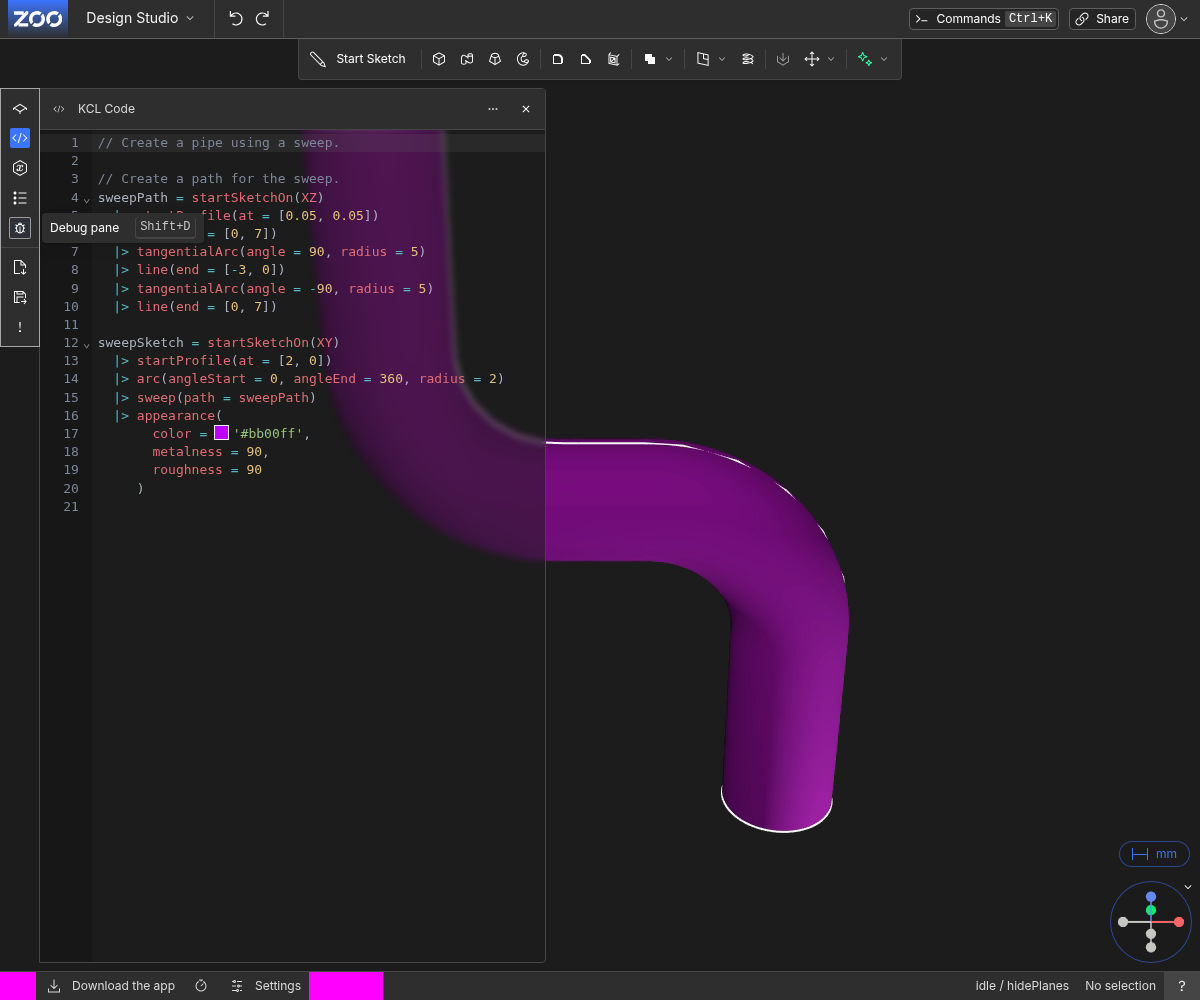 ZOO Design Studio Commands Ctrl+K Share
Start Sketch
KCL Code
1 // Create a pipe using a sweep.
2
3 // Create a path for the sweep.
4 sweepPath = startSketchOn(XZ)
file(at = [0.05, 0.05])
Debug pane Shift+D = [0, 7])
7 |> tangentialArc(angle = 90, radius = 5)
8 |> line(end = [-3, 0])
9 |> tangentialArc(angle = -90, radius = 5)
10 |> line(end = [0, 7])
11
12 sweepSketch = startSketchOn(XY)
13 |> startProfile(at = [2, 0])
14 |> arc(angleStart = 0, angleEnd = 360, radius = 2)
15 |> sweep(path = sweepPath)
16 |> appearance(
17 color = '#bb00ff',
18 metalness = 90,
19 roughness = 90
20 )
21
mm
Download the app Settings idle / hidePlanes No selection ?